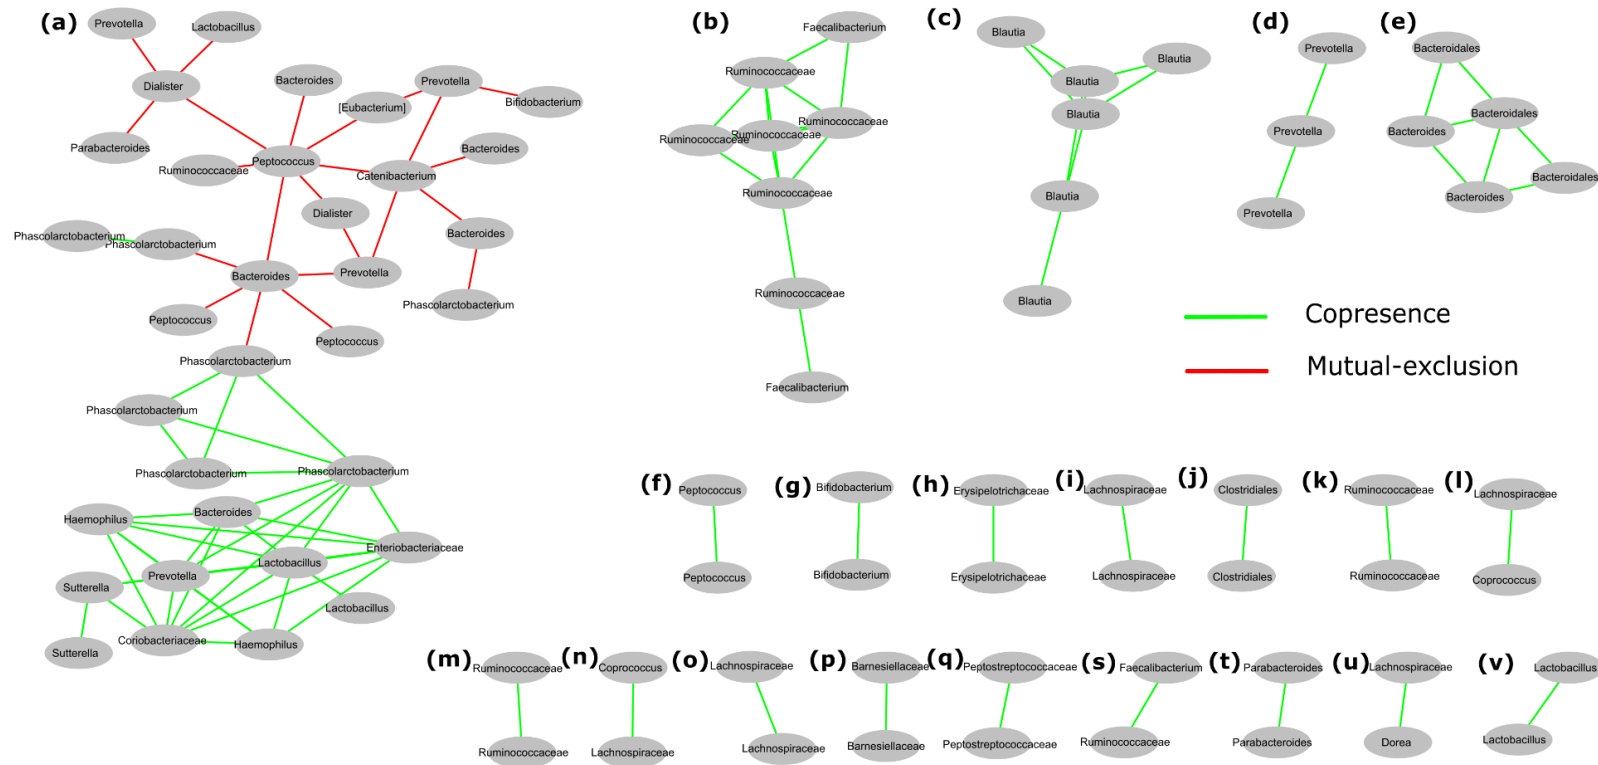 (a)
Prevotella
Lactobacillus
Dialister
Bacteroides
Prevotella
[Eubacterium]
Bifidobacterium
Parabacteroides
Ruminococcaceae
Peptococcus
Bacteroides
Catenibacterium
Dialister
Bacteroides
Phascolarctobacterium
Phascolarctobacterium
Bacteroides
Prevotella
Phascolarctobacterium
Peptococcus
Peptococcus
Phascolarctobacterium
Phascolarctobacterium
Phascolarctobacterium
Phascolarctobacterium
Haemophilus
Bacteroides
Enteriobacteriaceae
Lactobacillus
Prevotella
Sutterella
Lactobacillus
Coriobacteriaceae
Haemophilus
Sutterella
(b)
Faecalibacterium
Ruminococcaceae
Ruminococcaceae
Ruminococcaceae
Ruminococcaceae
Ruminococcaceae
Ruminococcaceae
Faecalibacterium
(c)
Blautia
Blautia
Blautia
Blautia
Blautia
Blautia
(d)
Prevotella
Prevotella
Prevotella
(e)
Bacteroidales
Bacteroidales
Bacteroides
Bacteroidales
Bacteroides
Copresence
Mutual-exclusion
(f)
Peptococcus
Peptococcus
(g)
Bifidobacterium
Bifidobacterium
(h)
Erysipelotrichaceae
Erysipelotrichaceae
(i)
Lachnospiraceae
Lachnospiraceae
(j)
Clostridiales
Clostridiales
(k)
Ruminococcaceae
Ruminococcaceae
(l)
Lachnospiraceae
Coprococcus
(m)
Ruminococcaceae
Ruminococcaceae
(n)
Coprococcus
Lachnospiraceae
(o)
Lachnospiraceae
Lachnospiraceae
(p)
Barnesiellaceae
Barnesiellaceae
(q)
Peptostreptococcaceae
Peptostreptococcaceae
(s)
Faecalibacterium
Ruminococcaceae
(t)
Parabacteroides
Parabacteroides
(u)
Lachnospiraceae
Dorea
(v)
Lactobacillus
Lactobacillus